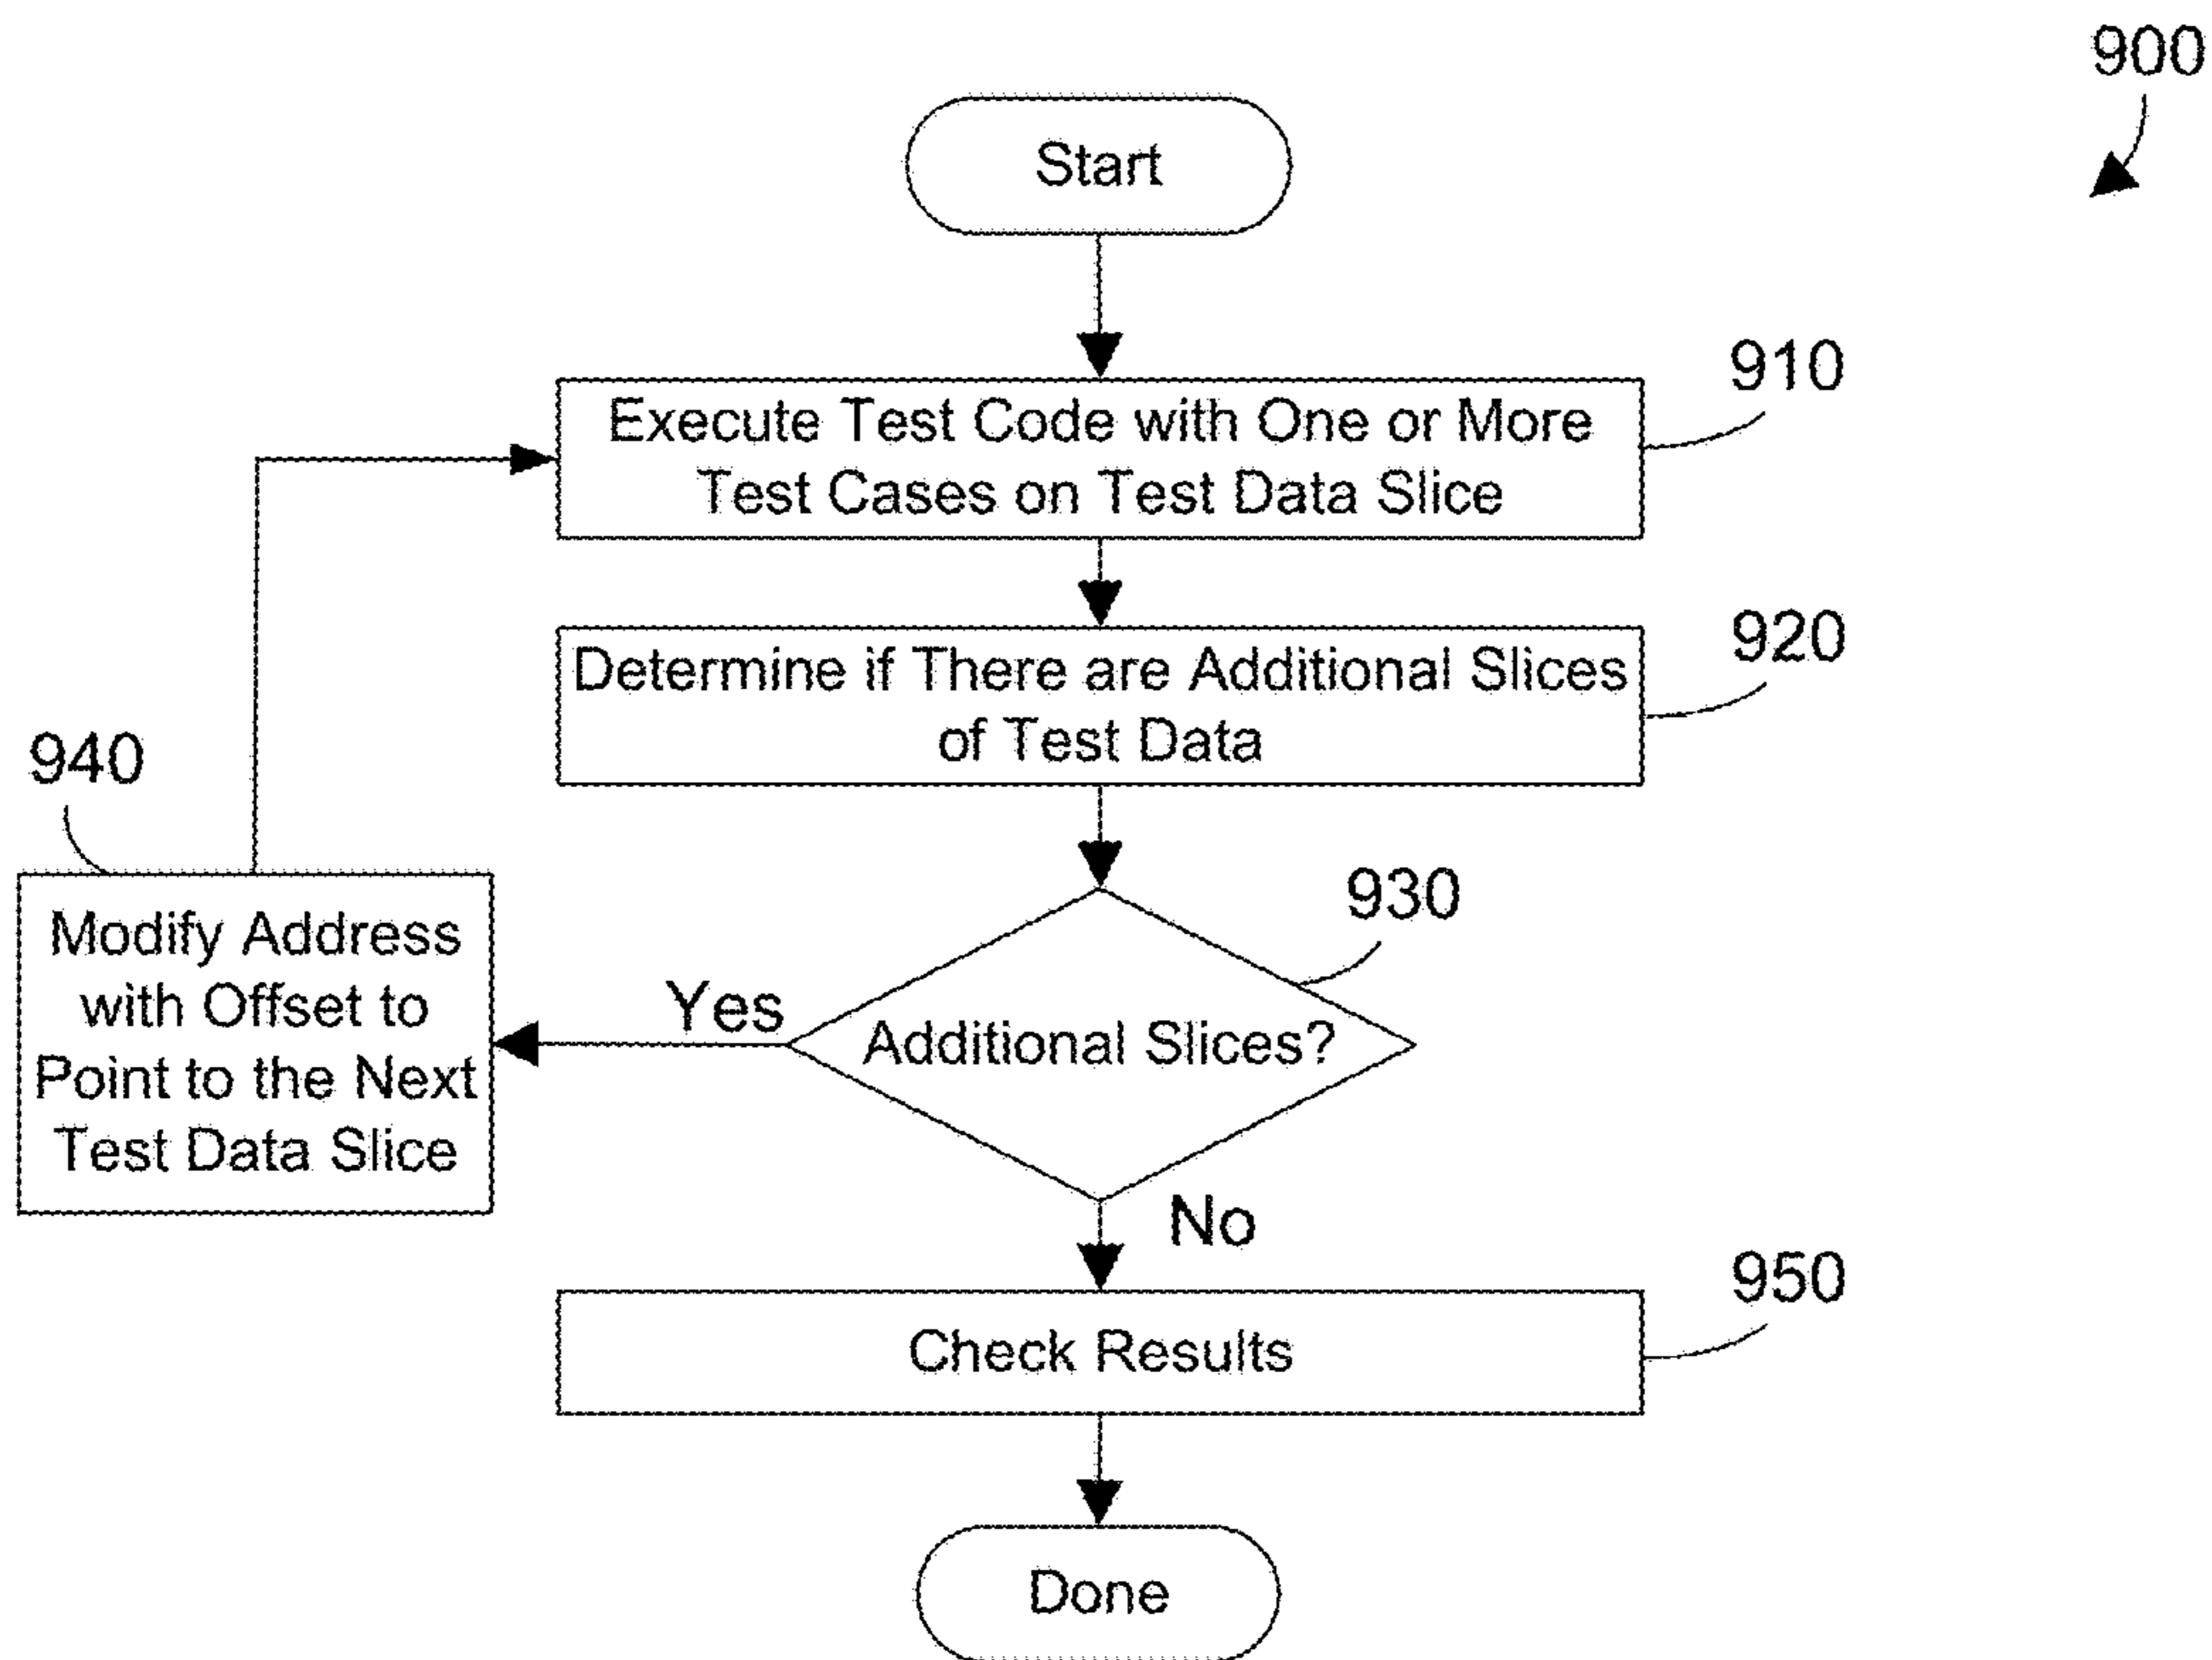 900
Start
910
Execute Test Code with One or More
Test Cases on Test Data Slice
920
Determine if There are Additional Slices
of Test Data
940
Modify Address
with Offset to
Point to the Next
Test Data Slice
930
Yes
Additional Slices?
No
950
Check Results
Done